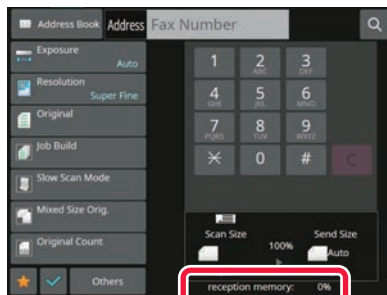 Address Book Address Fax Number
Exposure
Auto
Resolution
Super Fine
Original
Job Build
Slow Scan Mode
Mixed Size Orig.
Original Count
Others
1 2 3
ABC DEF
4 5 6
GHI JKL MNO
7 8 9
PQRS TUV WXYZ
0 # C
Scan Size Send Size
100%
Auto
reception memory: 0%